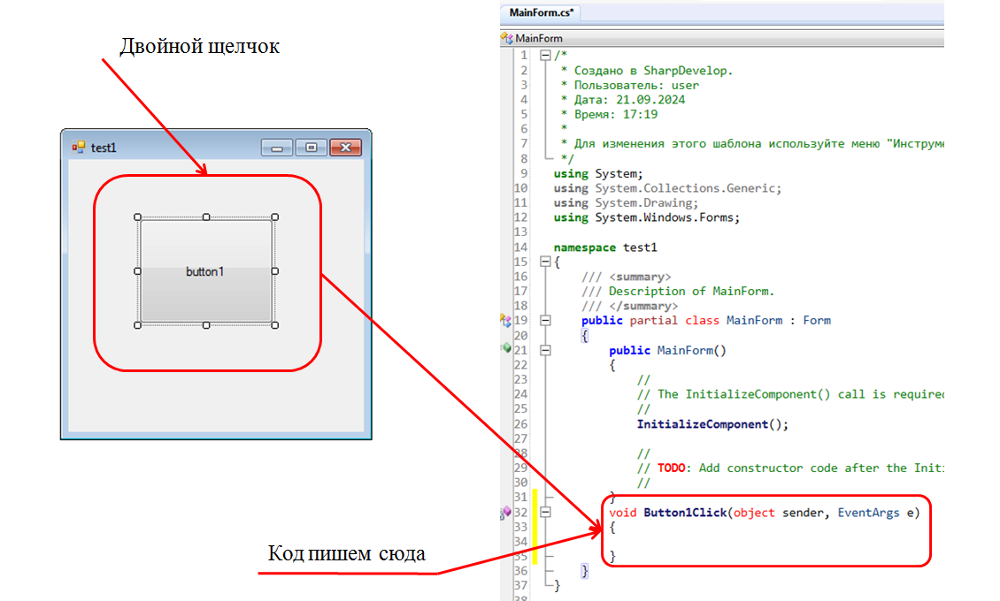 Двойной щелчок
test1
button1
Код пишем сюда
MainForm.cs*
MainForm
1 /*
2 * Создано в SharpDevelop.
3 * Пользователь: user
4 * Дата: 21.09.2024
5 * Время: 17:19
6 *
7 * Для изменения этого шаблона используйте меню "Инструме
8 */
9 using System;
10 using System.Collections.Generic;
11 using System.Drawing;
12 using System.Windows.Forms;
13
14 namespace test1
15 {
16 /// <summary>
17 /// Description of MainForm.
18 /// </summary>
19 public partial class MainForm : Form
20 {
21 public MainForm()
22 {
23 //
24 // The InitializeComponent() call is required
25 //
26 InitializeComponent();
27
28 //
29 // TODO: Add constructor code after the Initi
30 //
31 }
32 void Button1Click(object sender, EventArgs e)
33 {
34
35 }
36 }
37 }
38